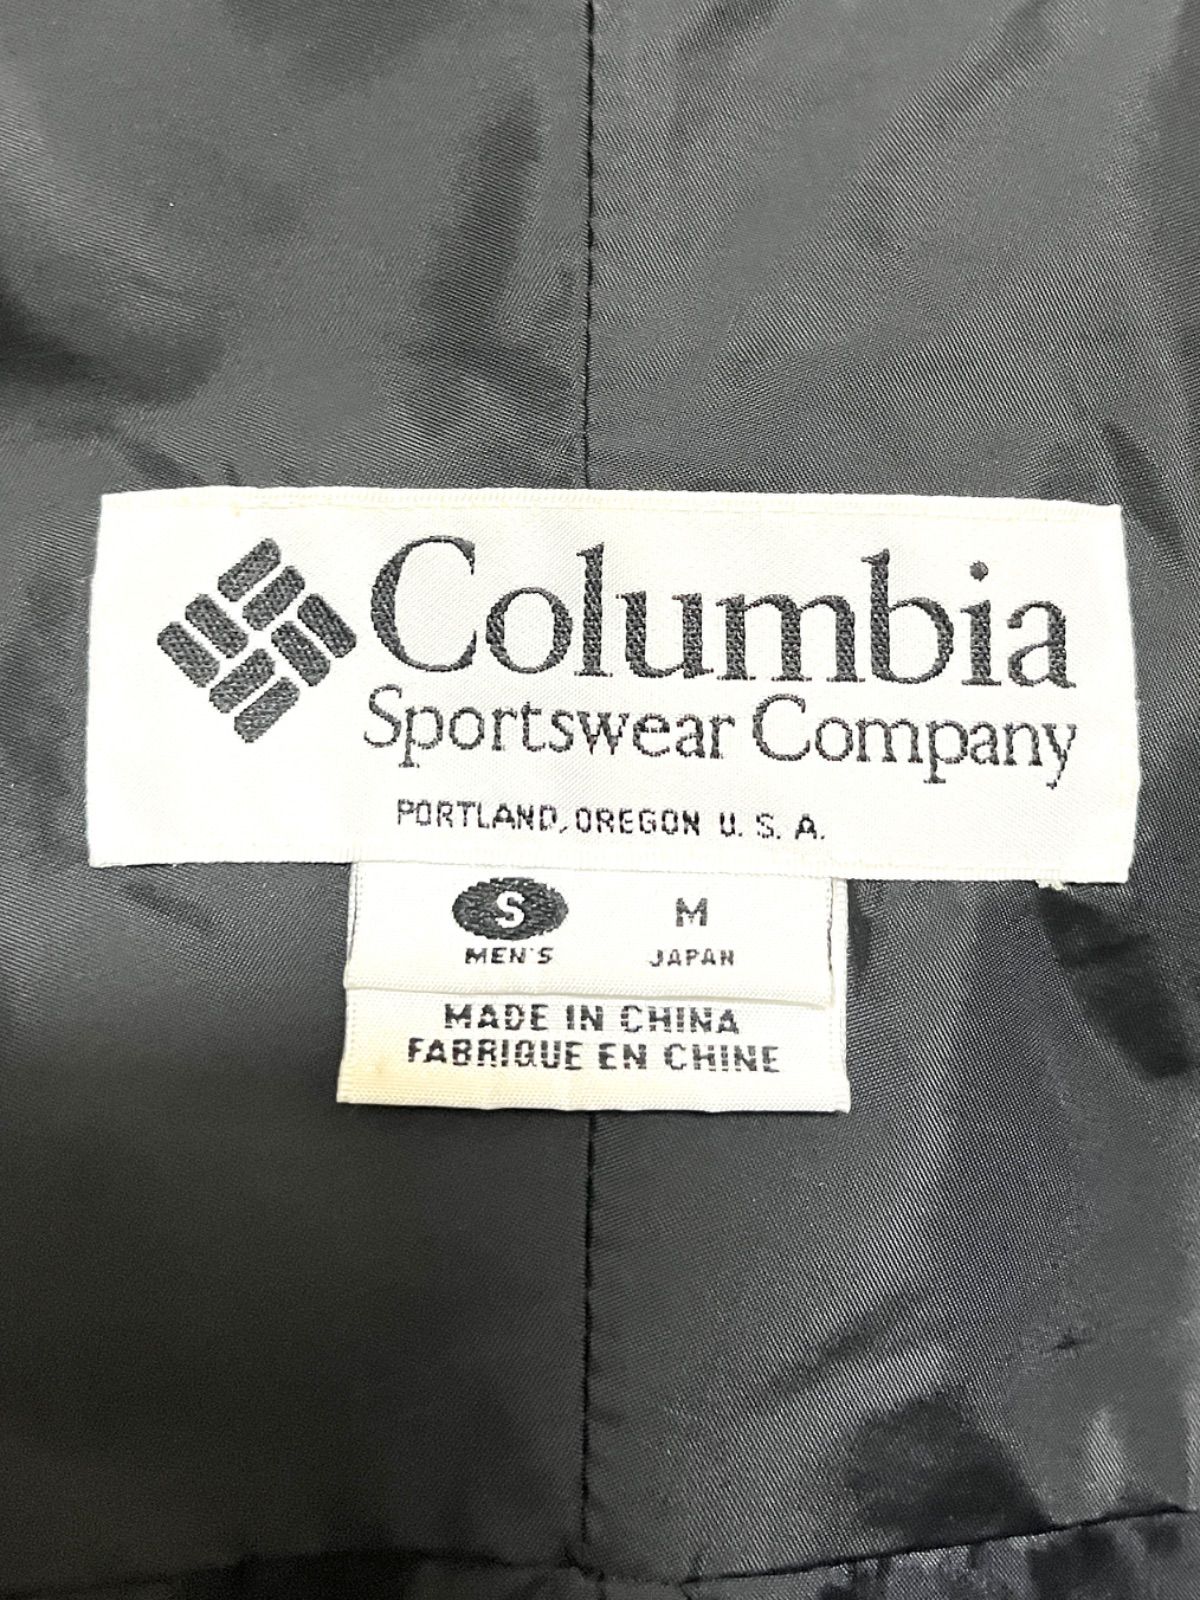 Columbia
Sportswear Company
PORTLAND, OREGON U. S. A.
S M
MEN'S JAPAN
MADE IN CHINA
FABRIQUE EN CHINE